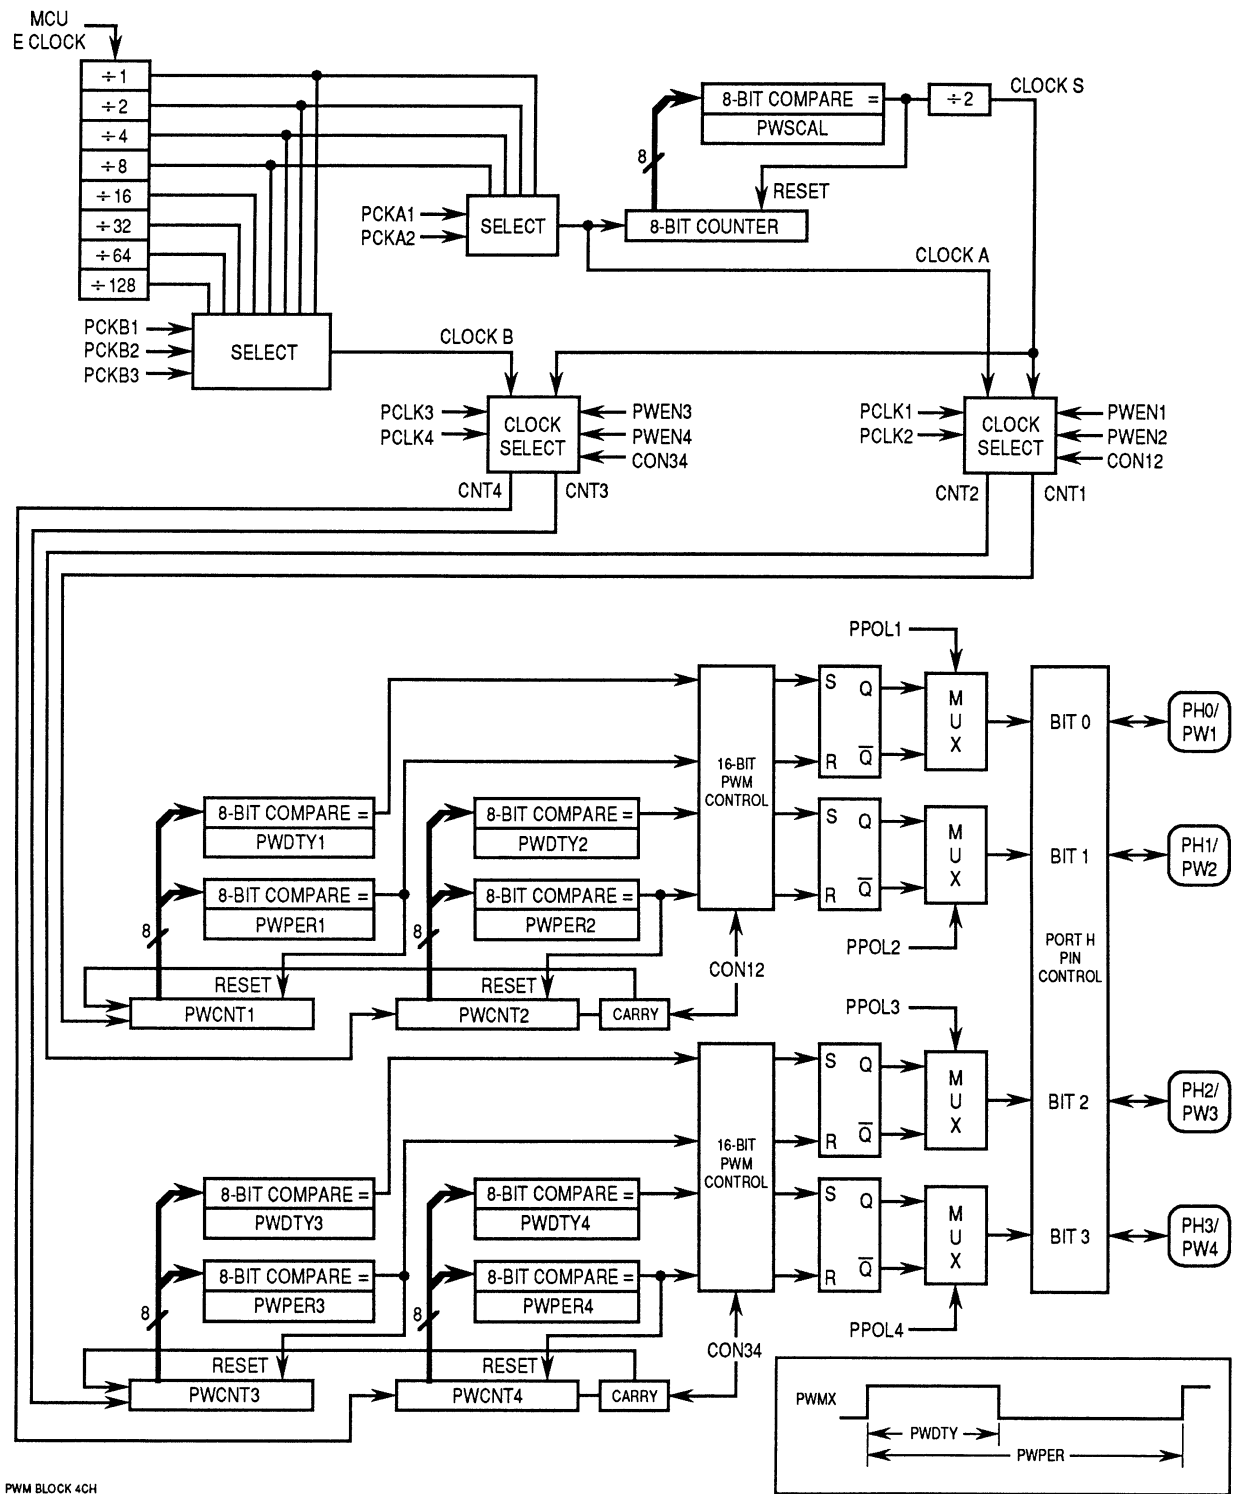 MCU
E CLOCK
÷1
÷2
÷4
÷8
÷16
÷32
÷64
÷128
PCKA1
PCKA2
SELECT
8-BIT COMPARE =
PWSCAL
8
RESET
8-BIT COUNTER
÷2
CLOCK S
CLOCK A
PCKB1
PCKB2
PCKB3
SELECT
CLOCK B
PCLK3
PCLK4
CLOCK
SELECT
PWEN3
PWEN4
CON34
CNT4
CNT3
PCLK1
PCLK2
CLOCK
SELECT
PWEN1
PWEN2
CON12
CNT2
CNT1
PPOL1
8-BIT COMPARE =
PWDTY1
8-BIT COMPARE =
PWPER1
8
RESET
PWCNT1
8-BIT COMPARE =
PWDTY2
8-BIT COMPARE =
PWPER2
8
RESET
PWCNT2
CARRY
16-BIT
PWM
CONTROL
CON12
S
Q
R
Q̅
MUX
S
Q
R
Q̅
MUX
PPOL2
BIT 0
BIT 1
PORT H
PIN
CONTROL
BIT 2
BIT 3
PH0/
PW1
PH1/
PW2
PH2/
PW3
PH3/
PW4
PPOL3
8-BIT COMPARE =
PWDTY3
8-BIT COMPARE =
PWPER3
8
RESET
PWCNT3
8-BIT COMPARE =
PWDTY4
8-BIT COMPARE =
PWPER4
8
RESET
PWCNT4
CARRY
16-BIT
PWM
CONTROL
CON34
S
Q
R
Q̅
MUX
S
Q
R
Q̅
MUX
PPOL4
PWMX
PWDTY
PWPER
PWM BLOCK 4CH